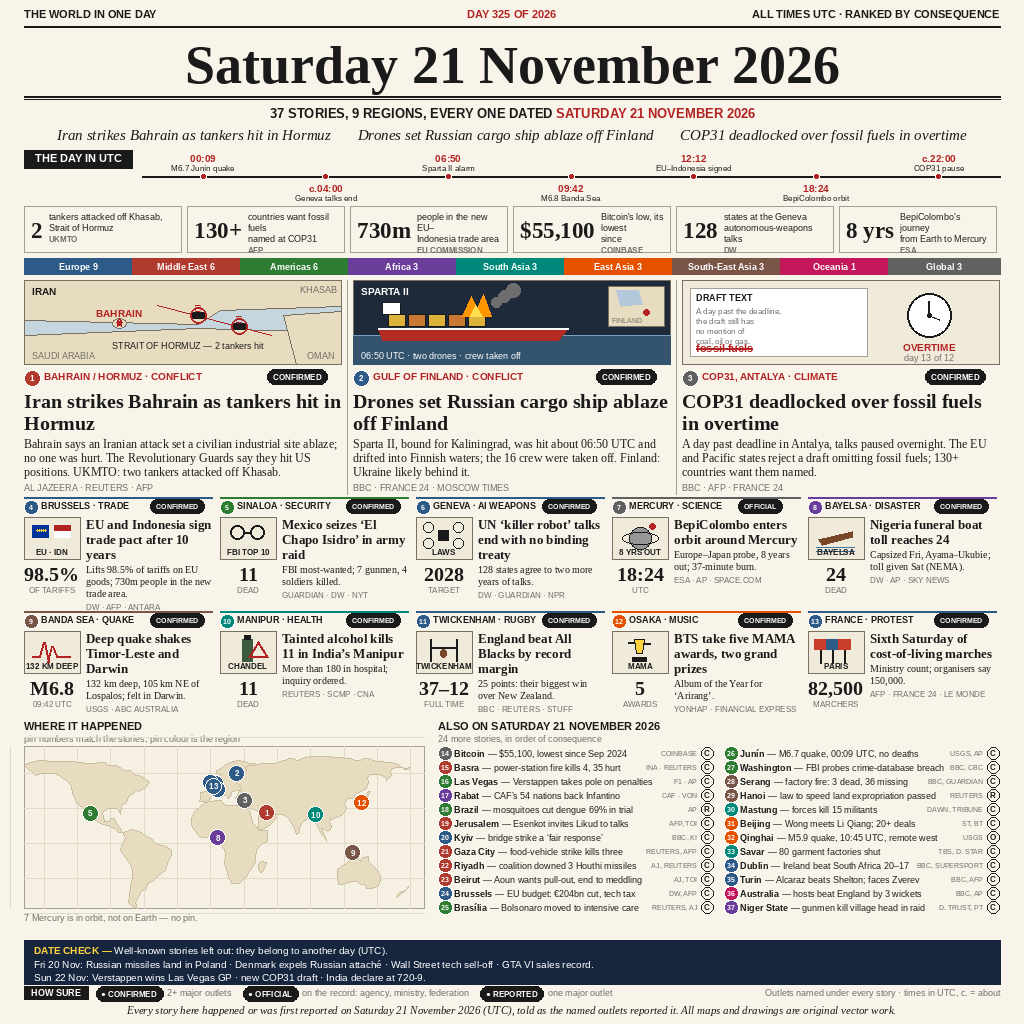 THE WORLD IN ONE DAY
DAY 325 OF 2026
ALL TIMES UTC · RANKED BY CONSEQUENCE
Saturday 21 November 2026
37 STORIES, 9 REGIONS, EVERY ONE DATED SATURDAY 21 NOVEMBER 2026
Iran strikes Bahrain as tankers hit in Hormuz
Drones set Russian cargo ship ablaze off Finland
COP31 deadlocked over fossil fuels in overtime
THE DAY IN UTC
00:09
M6.7 Junín quake
c.04:00
Geneva talks end
06:50
Sparta II alarm
09:42
M6.8 Banda Sea
12:12
EU–Indonesia signed
18:24
BepiColombo orbit
c.22:00
COP31 pause
2
tankers attacked off Khasab,
Strait of Hormuz
UKMTO
130+
countries want fossil
fuels
named at COP31
AFP
730m
people in the new
EU–
Indonesia trade area
EU COMMISSION
$55,100
Bitcoin's low, its
lowest
since
COINBASE
128
states at the Geneva
autonomous-weapons
talks
DW
8 yrs
BepiColombo's
journey
from Earth to Mercury
ESA
Europe 9
Middle East 6
Americas 6
Africa 3
South Asia 3
East Asia 3
South-East Asia 3
Oceania 1
Global 3
IRAN
KHASAB
BAHRAIN
STRAIT OF HORMUZ — 2 tankers hit
SAUDI ARABIA
OMAN
SPARTA II
FINLAND
06:50 UTC · two drones · crew taken off
DRAFT TEXT
A day past the deadline,
the draft still has
no mention of
coal, oil or gas.
fossil fuels
OVERTIME
day 13 of 12
1 BAHRAIN / HORMUZ · CONFLICT
CONFIRMED
Iran strikes Bahrain as tankers hit in
Hormuz
Bahrain says an Iranian attack set a civilian industrial site ablaze;
no one was hurt. The Revolutionary Guards say they hit US
positions. UKMTO: two tankers attacked off Khasab.
AL JAZEERA · REUTERS · AFP
2 GULF OF FINLAND · CONFLICT
CONFIRMED
Drones set Russian cargo ship ablaze
off Finland
Sparta II, bound for Kaliningrad, was hit about 06:50 UTC and
drifted into Finnish waters; the 16 crew were taken off. Finland:
Ukraine likely behind it.
BBC · FRANCE 24 · MOSCOW TIMES
3 COP31, ANTALYA · CLIMATE
CONFIRMED
COP31 deadlocked over fossil fuels
in overtime
A day past deadline in Antalya, talks paused overnight. The EU
and Pacific states reject a draft omitting fossil fuels; 130+
countries want them named.
BBC · AFP · FRANCE 24
4 BRUSSELS · TRADE
CONFIRMED
EU · IDN
98.5%
OF TARIFFS
EU and Indonesia sign
trade pact after 10
years
Lifts 98.5% of tariffs on EU
goods; 730m people in the new
trade area.
DW · AFP · ANTARA
5 SINALOA · SECURITY
CONFIRMED
FBI TOP 10
11
DEAD
Mexico seizes ‘El
Chapo Isidro’ in army
raid
FBI most-wanted; 7 gunmen, 4
soldiers killed.
GUARDIAN · DW · NYT
6 GENEVA · AI WEAPONS
CONFIRMED
LAWS
2028
TARGET
UN ‘killer robot’ talks
end with no binding
treaty
128 states agree to two more
years of talks.
DW · GUARDIAN · NPR
7 MERCURY · SCIENCE
OFFICIAL
8 YRS OUT
18:24
UTC
BepiColombo enters
orbit around Mercury
Europe–Japan probe, 8 years
out; 37-minute burn.
ESA · AP · SPACE.COM
8 BAYELSA · DISASTER
CONFIRMED
BAYELSA
24
DEAD
Nigeria funeral boat
toll reaches 24
Capsized Fri, Ayama–Ukubie;
toll given Sat (NEMA).
DW · AP · SKY NEWS
9 BANDA SEA · QUAKE
CONFIRMED
132 KM DEEP
M6.8
09:42 UTC
Deep quake shakes
Timor-Leste and
Darwin
132 km deep, 105 km NE of
Lospalos; felt in Darwin.
USGS · ABC AUSTRALIA
10 MANIPUR · HEALTH
CONFIRMED
CHANDEL
11
DEAD
Tainted alcohol kills
11 in India’s Manipur
More than 180 in hospital;
inquiry ordered.
REUTERS · SCMP · CNA
11 TWICKENHAM · RUGBY
CONFIRMED
TWICKENHAM
37–12
FULL TIME
England beat All
Blacks by record
margin
25 points: their biggest win
over New Zealand.
BBC · REUTERS · STUFF
12 OSAKA · MUSIC
CONFIRMED
MAMA
5
AWARDS
BTS take five MAMA
awards, two grand
prizes
Album of the Year for
‘Arirang’.
YONHAP · FINANCIAL EXPRESS
13 FRANCE · PROTEST
CONFIRMED
PARIS
82,500
MARCHERS
Sixth Saturday of
cost-of-living marches
Ministry count; organisers say
150,000.
AFP · FRANCE 24 · LE MONDE
WHERE IT HAPPENED
pin numbers match the stories; pin colour is the region
2
13
3
5
1
10
12
8
9
7 Mercury is in orbit, not on Earth — no pin.
ALSO ON SATURDAY 21 NOVEMBER 2026
24 more stories, in order of consequence
14 Bitcoin — $55,100, lowest since Sep 2024 COINBASE C
15 Basra — power-station fire kills 4, 35 hurt INA · REUTERS C
16 Las Vegas — Verstappen takes pole on penalties F1 · AP C
17 Rabat — CAF's 54 nations back Infantino CAF · VON C
18 Brazil — mosquitoes cut dengue 69% in trial AP R
19 Jerusalem — Esenkot invites Likud to talks AFP, TOI C
20 Kyiv — bridge strike a ‘fair response’ BBC, KI C
21 Gaza City — food-vehicle strike kills three REUTERS, AFP C
22 Riyadh — coalition downed 3 Houthi missiles AJ, REUTERS C
23 Beirut — Aoun wants pull-out, end to meddling AJ, TOI C
24 Brussels — EU budget: €204bn cut, tech tax DW, AFP C
25 Brasília — Bolsonaro moved to intensive care REUTERS, AJ C
26 Junín — M6.7 quake, 00:09 UTC, no deaths USGS, AP C
27 Washington — FBI probes crime-database breach BBC, CBC C
28 Serang — factory fire: 3 dead, 36 missing BBC, GUARDIAN C
29 Hanoi — law to speed land expropriation passed REUTERS R
30 Mastung — forces kill 15 militants DAWN, TRIBUNE C
31 Beijing — Wong meets Li Qiang; 20+ deals ST, BT C
32 Qinghai — M5.9 quake, 10:45 UTC, remote west USGS O
33 Savar — 80 garment factories shut TBS, D. STAR C
34 Dublin — Ireland beat South Africa 20–17 BBC, SUPERSPORT C
35 Turin — Alcaraz beats Shelton; faces Zverev BBC, AFP C
36 Australia — hosts beat England by 3 wickets BBC, AP C
37 Niger State — gunmen kill village head in raid D. TRUST, PT C
DATE CHECK — Well-known stories left out: they belong to another day (UTC).
Fri 20 Nov: Russian missiles land in Poland · Denmark expels Russian attaché · Wall Street tech sell-off · GTA VI sales record.
Sun 22 Nov: Verstappen wins Las Vegas GP · new COP31 draft · India declare at 720-9.
HOW SURE
● CONFIRMED 2+ major outlets
● OFFICIAL on the record: agency, ministry, federation
● REPORTED one major outlet
Outlets named under every story · times in UTC, c. = about
Every story here happened or was first reported on Saturday 21 November 2026 (UTC), told as the named outlets reported it. All maps and drawings are original vector work.